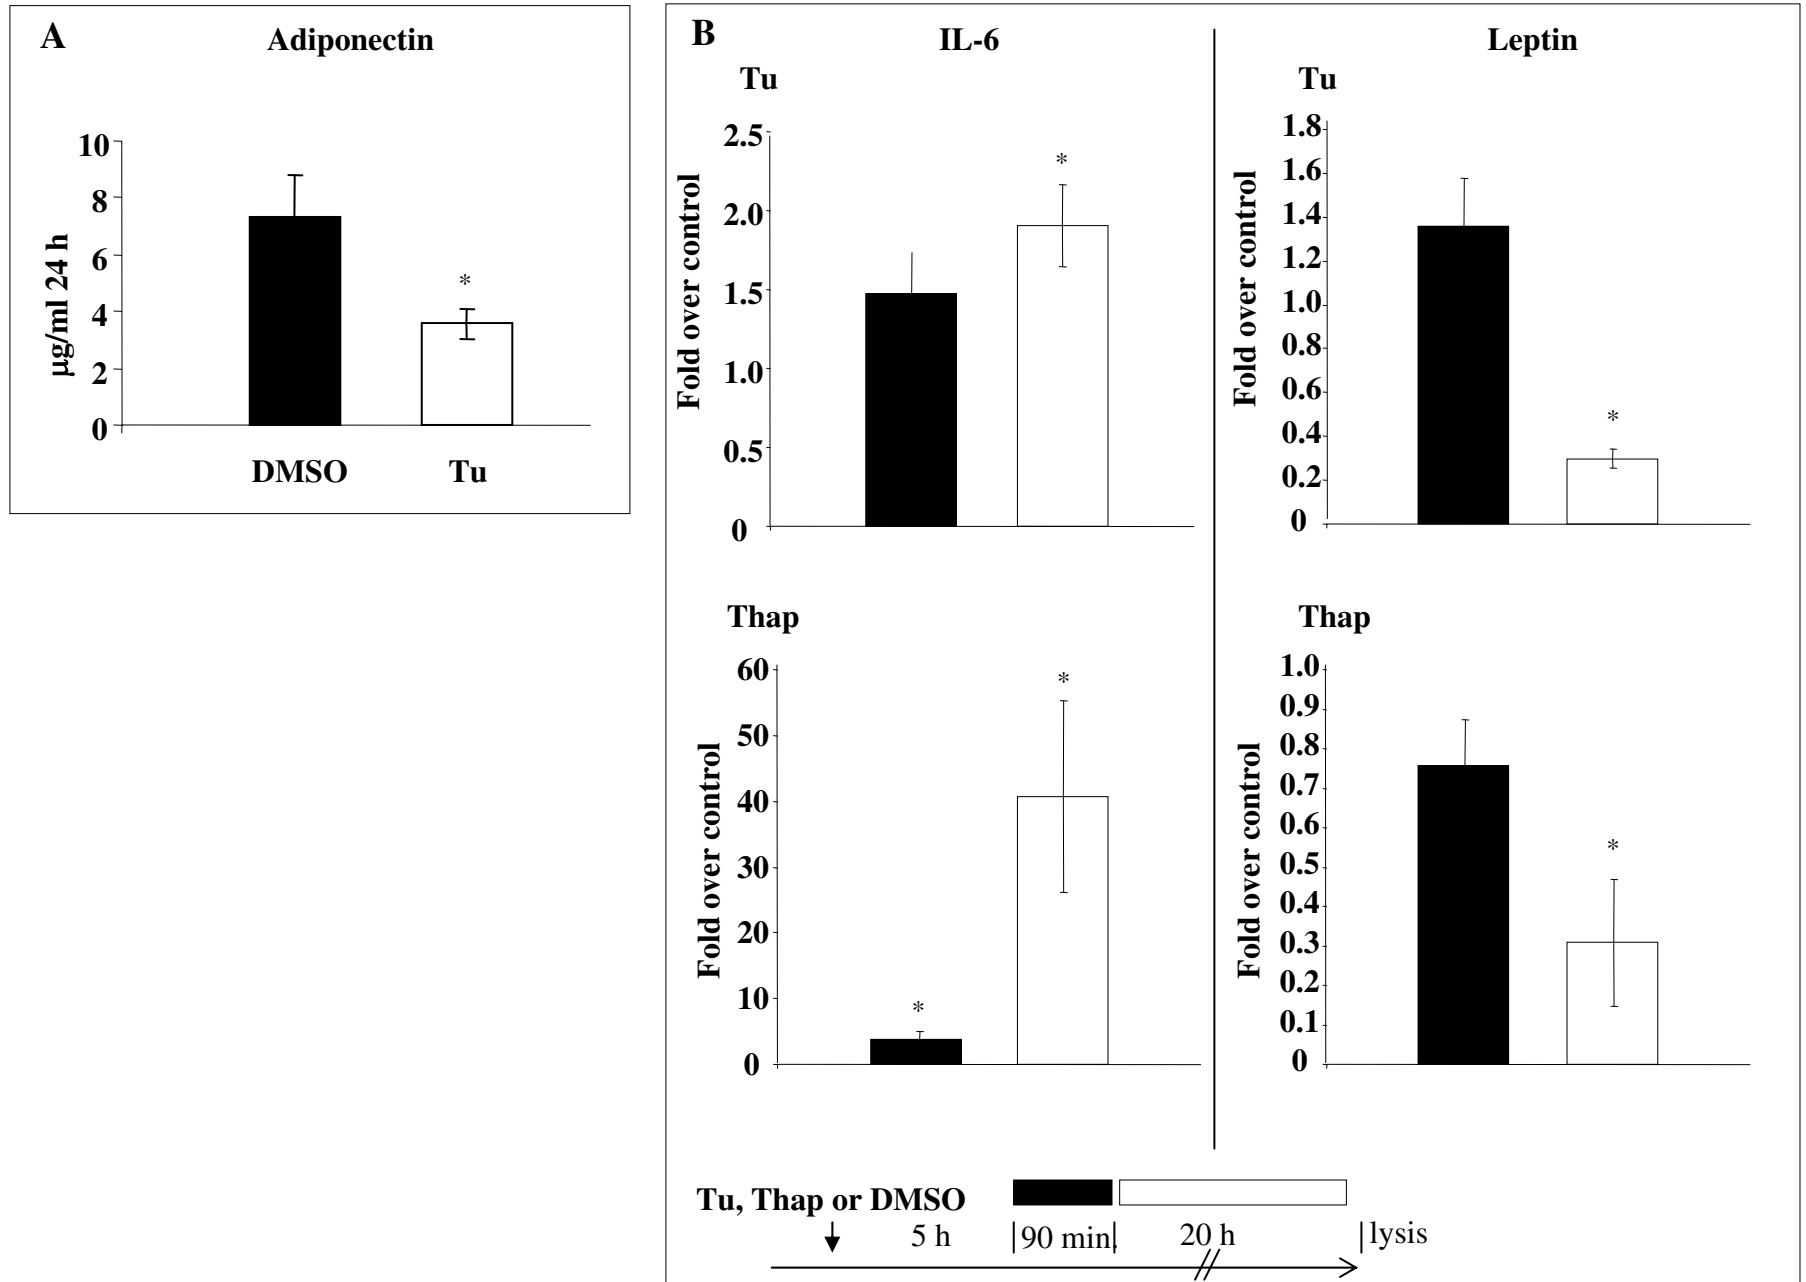 A
Adiponectin
10
8
6
4
2
0
µg/ml 24 h
*
DMSO Tu
B
IL-6
Leptin
Tu
2.5
2.0
1.5
1.0
0.5
0
Fold over control
*
Tu
1.8
1.6
1.4
1.2
1.0
0.8
0.6
0.4
0.2
0
Fold over control
*
Thap
60
50
40
30
20
10
0
Fold over control
*
*
Thap
1.0
0.9
0.8
0.7
0.6
0.5
0.4
0.3
0.2
0.1
0
Fold over control
*
Tu, Thap or DMSO
5 h |90 min. 20 h |lysis